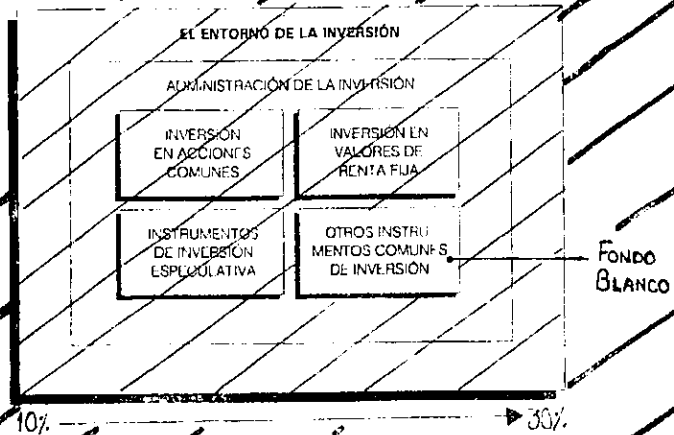 EL ENTORNO DE LA INVERSIÓN
ADMINISTRACIÓN DE LA INVERSIÓN
INVERSIÓN
EN ACCIONES
COMUNES
INVERSIÓN EN
VALORES DE
RENTA FIJA
INSTRUMENTOS
DE INVERSIÓN
ESPECULATIVA
OTROS INSTRU
MENTOS COMUNES
DE INVERSIÓN
FONDO
BLANCO
10%
30%